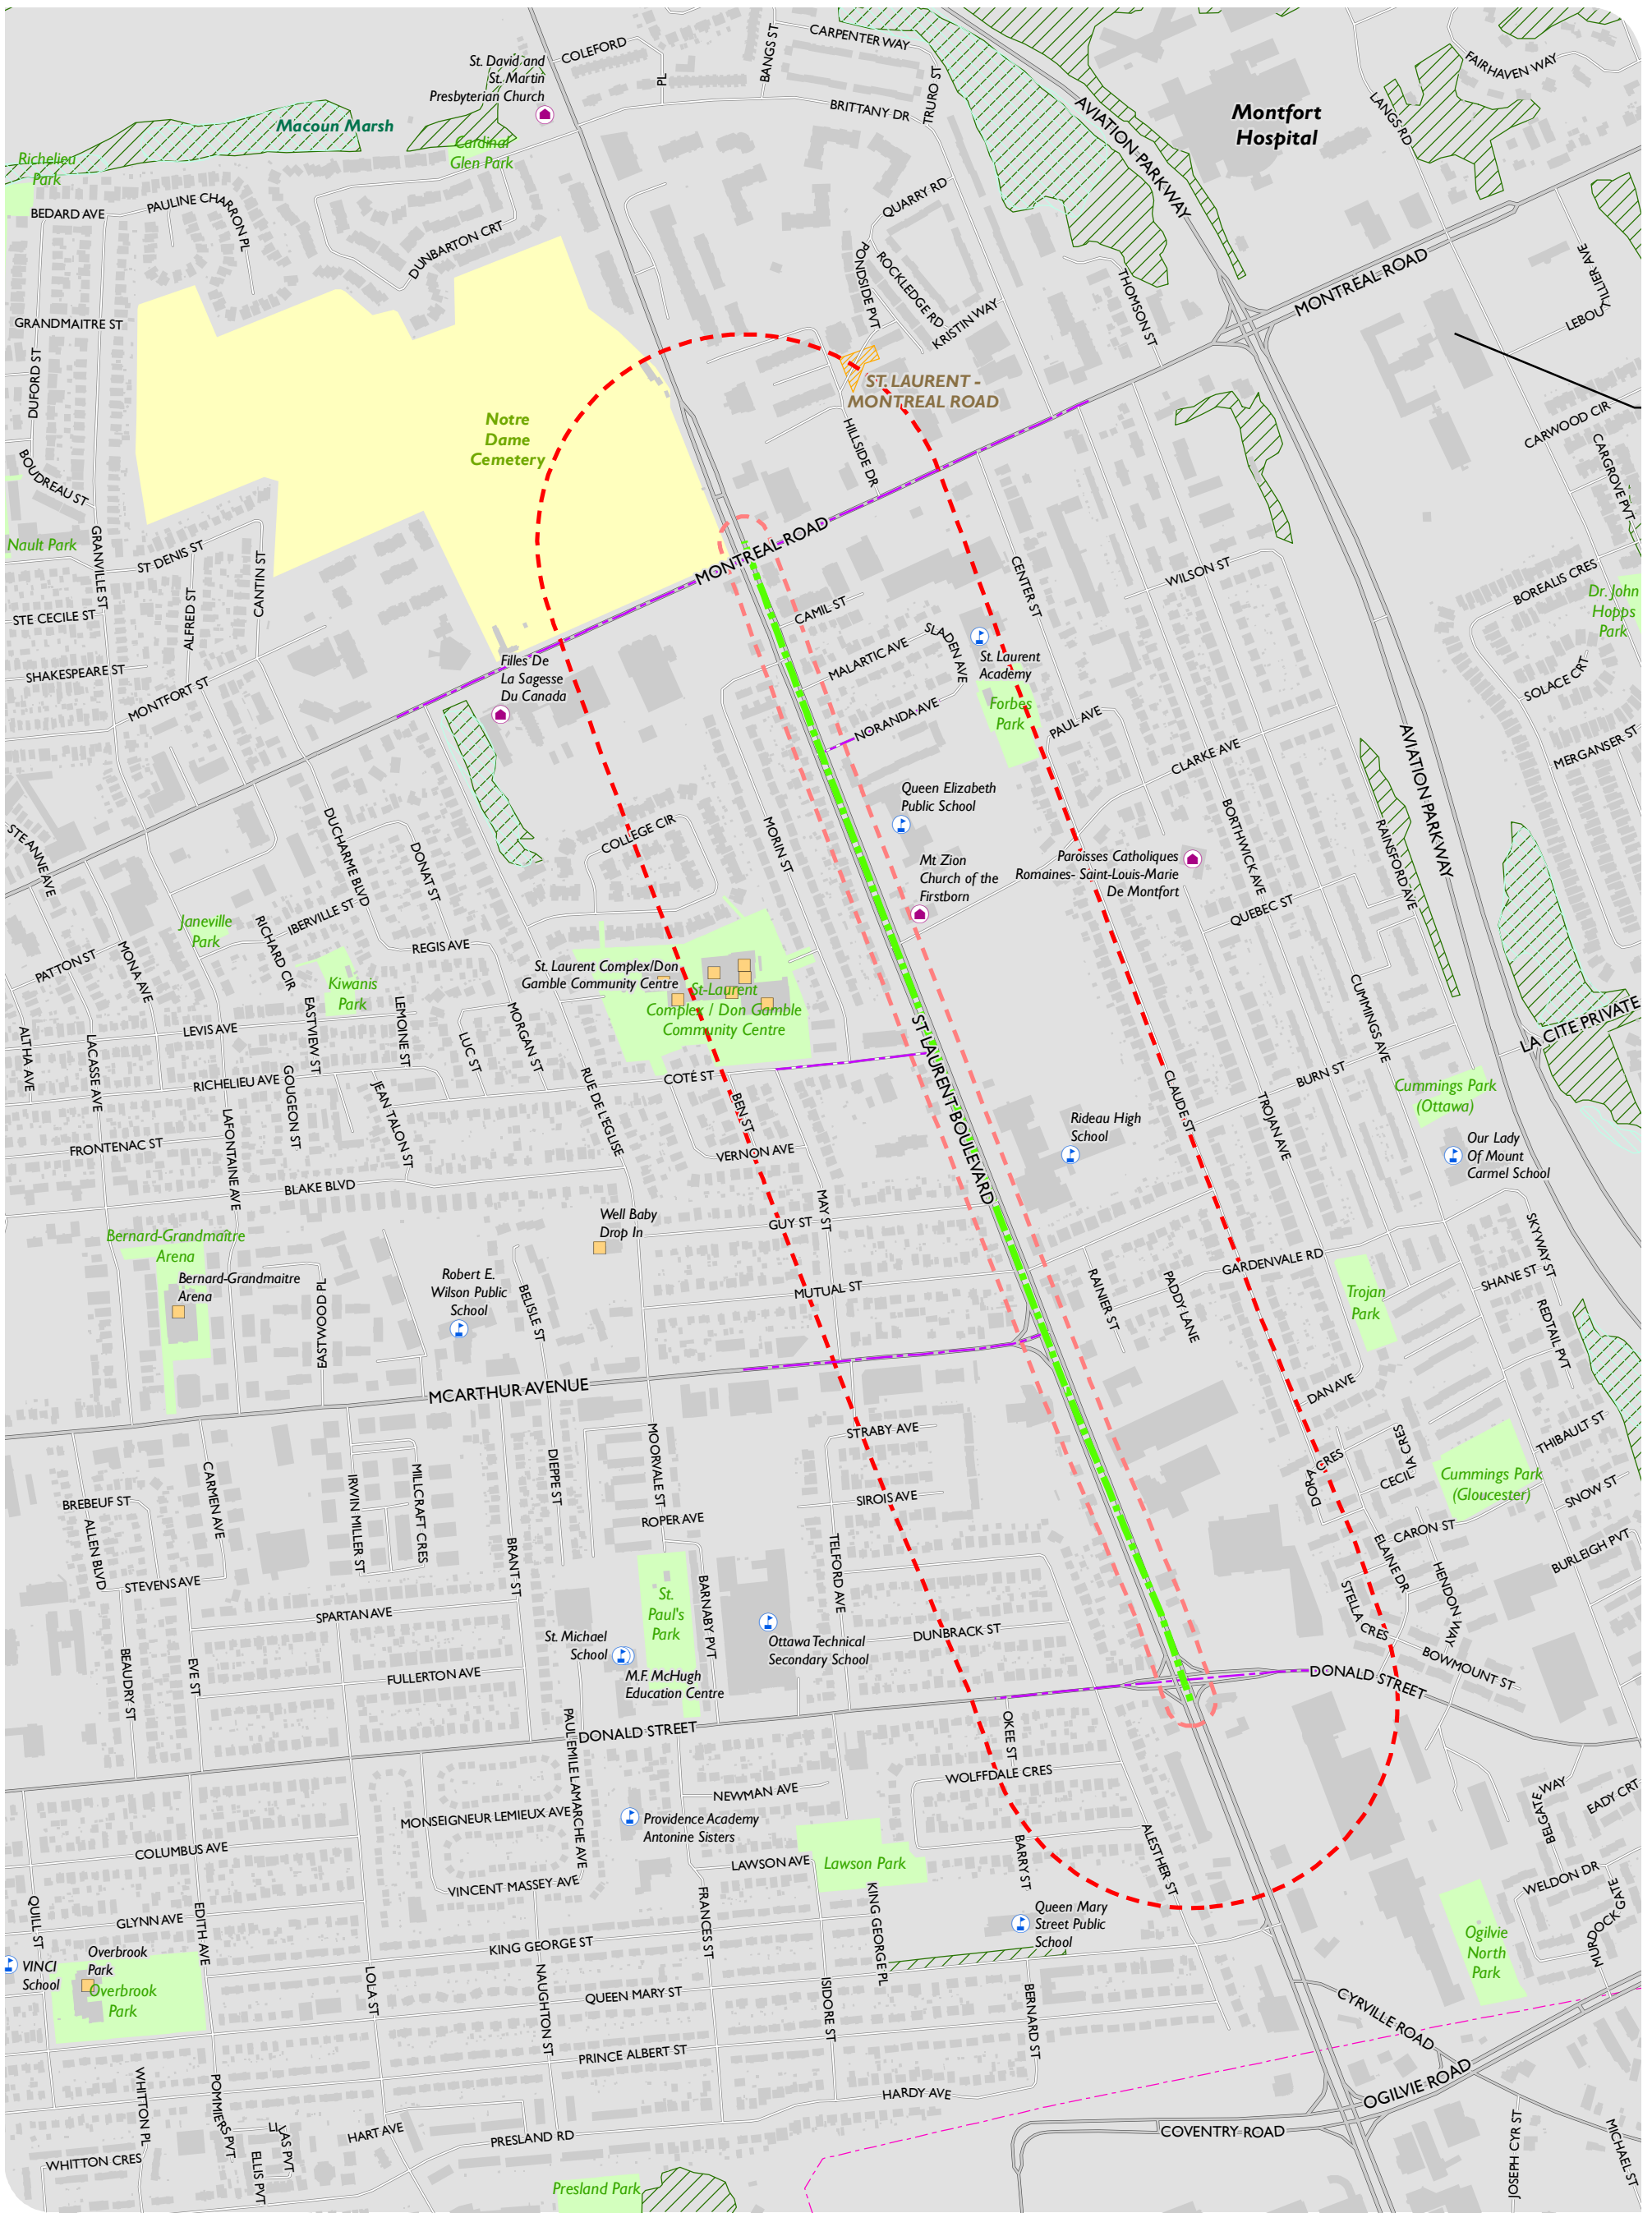 COLEFORD
PL
BANGS ST
CARPENTER WAY
TRURO ST
BRITTANY DR
St. David and
St. Martin
Presbyterian Church
Macoun Marsh
Cardinal
Glen Park
Richelieu
Park
BEDARD AVE
PAULINE CHARRON PL
DUNBARTON CRT
QUARRY RD
AVIATION PARKWAY
Montfort
Hospital
LANGS RD
FAIRHAVEN WAY
MONTREAL ROAD
LEBOUTILLIER AVE
PONDSIDE PVT
ROCKLEDGE RD
KRISTIN WAY
THOMSON ST
GRANDMAITRE ST
DUFORD ST
ST. LAURENT -
MONTREAL ROAD
HILLSIDE DR
Notre
Dame
Cemetery
CARWOOD CIR
CARGROVE PVT
BOUDREAU ST
Nault Park
GRANVILLE ST
ST DENIS ST
CANTIN ST
ALFRED ST
STE CECILE ST
SHAKESPEARE ST
MONTFORT ST
MONTREAL ROAD
CAMIL ST
MALARTIC AVE
SLADEN AVE
NORANDA AVE
CENTER ST
WILSON ST
BOREALIS CRES
Dr. John
Hopps
Park
SOLACE CRT
MERGANSER ST
St. Laurent
Academy
Forbes
Park
PAUL AVE
CLARKE AVE
AVIATION PARKWAY
Filles De
La Sagesse
Du Canada
Queen Elizabeth
Public School
Mt Zion
Church of the
Firstborn
Paroisses Catholiques
Romaines- Saint-Louis-Marie
De Montfort
BORTHWICK AVE
RAINSFORD AVE
QUEBEC ST
STE ANNE AVE
DUCHARME BLVD
DONAT ST
COLLEGE CIR
MORIN ST
Janeville
Park
RICHARD CIR
IBERVILLE ST
REGIS AVE
PATTON ST
MONA AVE
Kiwanis
Park
St. Laurent Complex/Don
Gamble Community Centre
St-Laurent
Complex / Don Gamble
Community Centre
CUMMINGS AVE
LA CITE PRIVATE
ALTHA AVE
LACASSE AVE
LEVIS AVE
EASTVIEW ST
LEMOINE ST
LUC ST
MORGAN ST
RICHELIEU AVE
GOUGEON ST
JEAN TALON ST
RUE DE L'EGLISE
COTÉ ST
BEN ST
ST LAURENT BOULEVARD
CLAUDE ST
BURN ST
TROJAN AVE
Cummings Park
(Ottawa)
Our Lady
Of Mount
Carmel School
Rideau High
School
FRONTENAC ST
LAFONTAINE AVE
VERNON AVE
BLAKE BLVD
MAY ST
GUY ST
Well Baby
Drop In
Bernard-Grandmaître
Arena
Bernard-Grandmaitre
Arena
EASTWOOD PL
Robert E.
Wilson Public
School
BELISLE ST
MUTUAL ST
RAINIER ST
PADDY LANE
GARDENVALE RD
Trojan
Park
SKYWAY ST
SHANE ST
REDTAIL PVT
MCARTHUR AVENUE
DAN AVE
STRABY AVE
MOORVALE ST
DIEPPE ST
SIROIS AVE
ROPER AVE
BREBEUF ST
CARMEN AVE
ALLEN BLVD
IRWIN MILLER ST
MILLCRAFT CRES
DORA CRES
CECILIA CRES
Cummings Park
(Gloucester)
THIBAULT ST
SNOW ST
CARON ST
ELAINE DR
HENDON WAY
BURLEIGH PVT
STEVENS AVE
BRANT ST
TELFORD AVE
BARNABY PVT
St.
Paul's
Park
SPARTAN AVE
STELLA CRES
BOWMOUNT ST
DUNBRACK ST
Ottawa Technical
Secondary School
St. Michael
School
M.F. McHugh
Education Centre
BEAUDRY ST
EVE ST
FULLERTON AVE
DONALD STREET
DONALD STREET
PAUL EMILE LAMARCHE AVE
OKEE ST
WOLFFDALE CRES
NEWMAN AVE
MONSEIGNEUR LEMIEUX AVE
Providence Academy
Antonine Sisters
BELGATE WAY
EADY CRT
COLUMBUS AVE
LAWSON AVE
Lawson Park
BARRY ST
ALESTHER ST
VINCENT MASSEY AVE
WELDON DR
MURDOCK GATE
QUILL ST
GLYNN AVE
EDITH AVE
FRANCES ST
KING GEORGE PL
Queen Mary
Street Public
School
Ogilvie
North
Park
KING GEORGE ST
VINCI
School
Overbrook
Park
Overbrook
Park
LOLA ST
NAUGHTON ST
QUEEN MARY ST
ISIDORE ST
BERNARD ST
CYRVILLE ROAD
PRINCE ALBERT ST
OGILVIE ROAD
HARDY AVE
WHITTON PL
POMMIERS PVT
LILAS PVT
ELLIS PVT
HART AVE
PRESLAND RD
COVENTRY ROAD
JOSEPH CYR ST
MICHAEL ST
WHITTON CRES
Presland Park